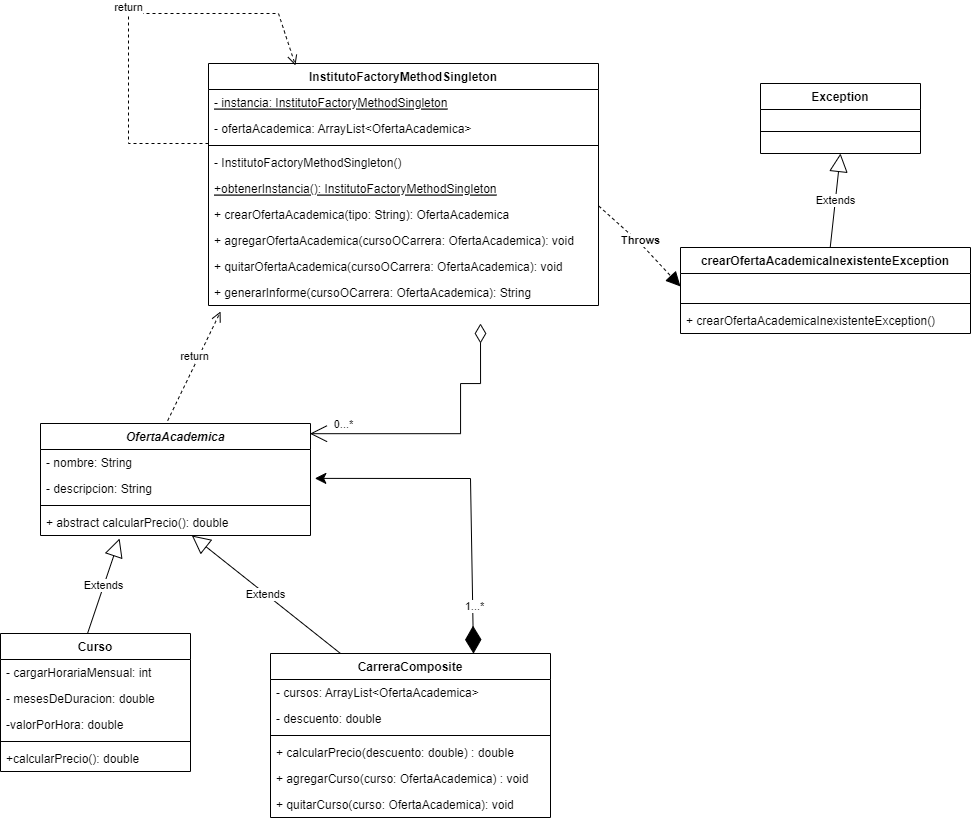 return
InstitutoFactoryMethodSingleton
- instancia: InstitutoFactoryMethodSingleton
- ofertaAcademica: ArrayList<OfertaAcademica>
- InstitutoFactoryMethodSingleton()
+obtenerInstancia(): InstitutoFactoryMethodSingleton
+ crearOfertaAcademica(tipo: String): OfertaAcademica
+ agregarOfertaAcademica(cursoOCarrera: OfertaAcademica): void
+ quitarOfertaAcademica(cursoOCarrera: OfertaAcademica): void
+ generarInforme(cursoOCarrera: OfertaAcademica): String
Exception
Extends
Throws
crearOfertaAcademicaInexistenteException
+ crearOfertaAcademicaInexistenteException()
return
0...*
OfertaAcademica
- nombre: String
- descripcion: String
+ abstract calcularPrecio(): double
Extends
Extends
1...*
Curso
- cargarHorariaMensual: int
- mesesDeDuracion: double
-valorPorHora: double
+calcularPrecio(): double
CarreraComposite
- cursos: ArrayList<OfertaAcademica>
- descuento: double
+ calcularPrecio(descuento: double) : double
+ agregarCurso(curso: OfertaAcademica) : void
+ quitarCurso(curso: OfertaAcademica): void